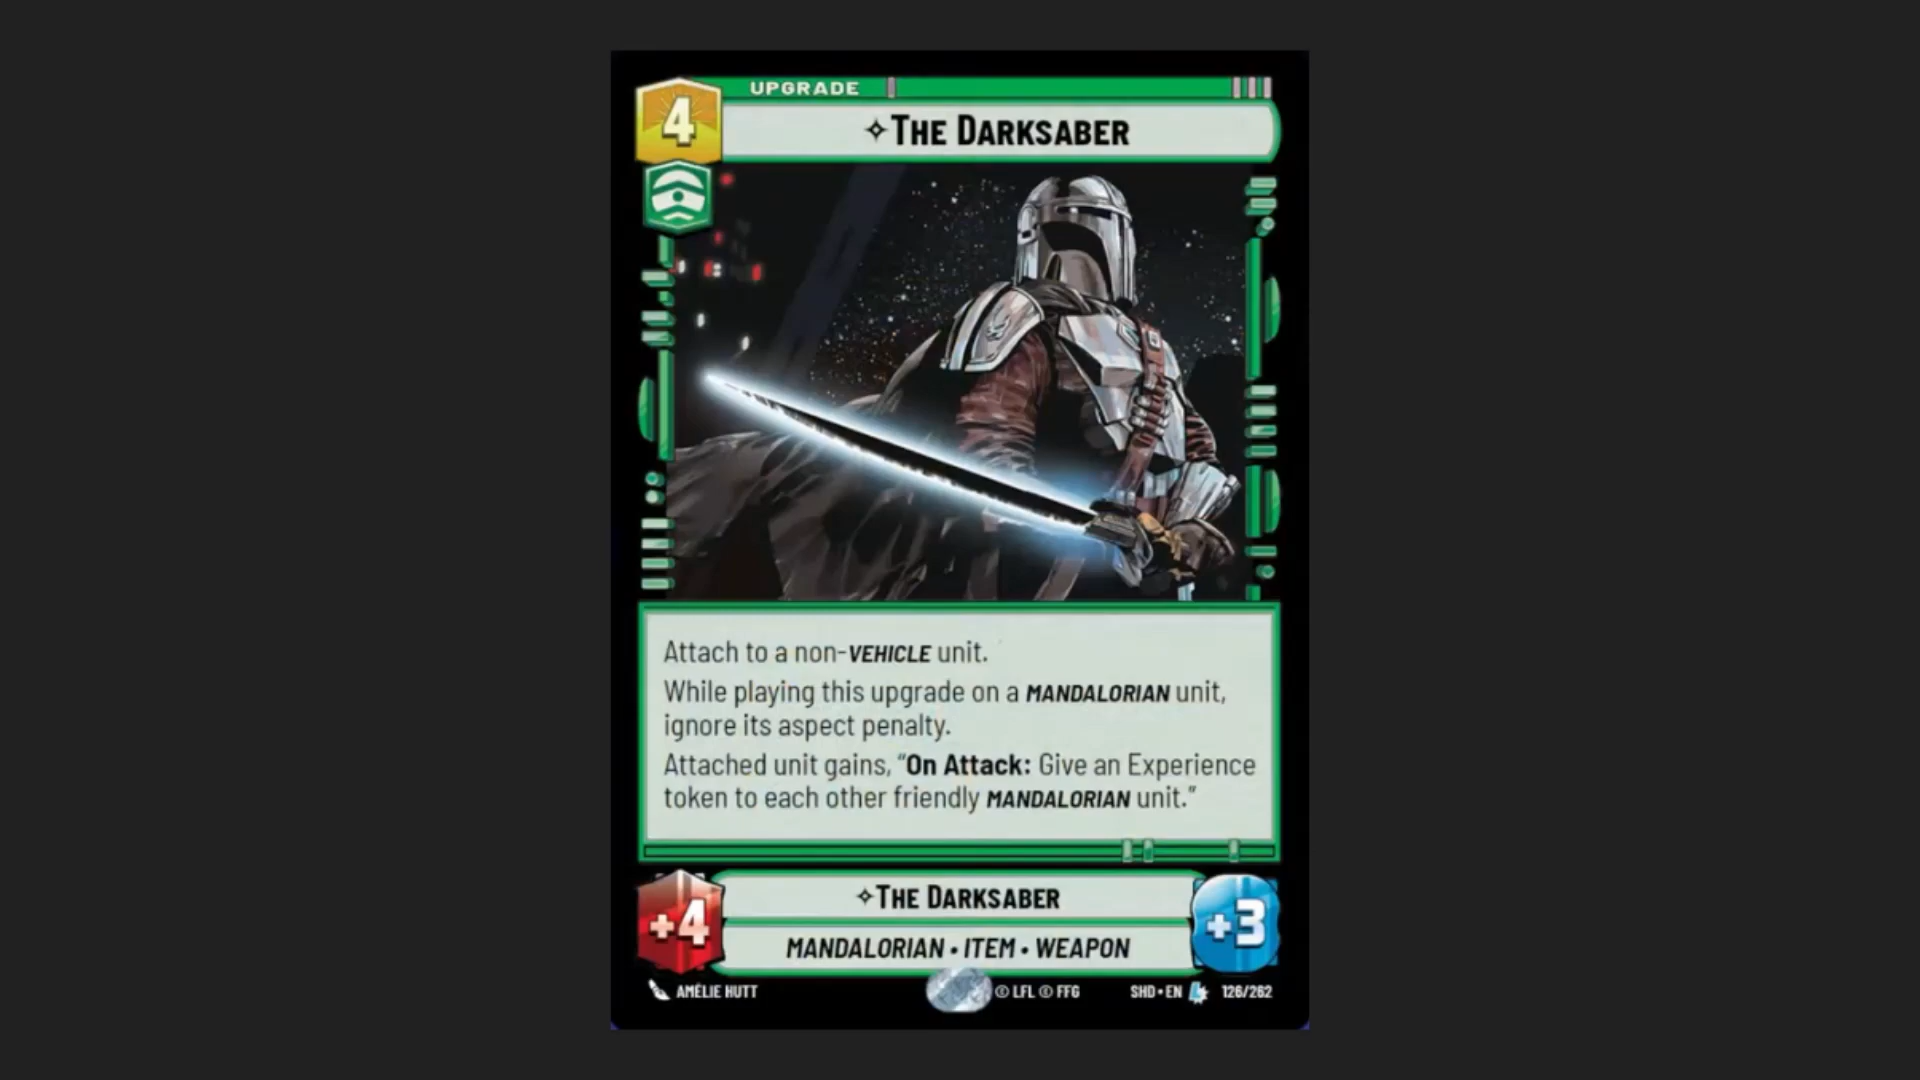 UPGRADE
4
THE DARKSABER
Attach to a non-VEHICLE unit.
While playing this upgrade on a MANDALORIAN unit,
ignore its aspect penalty.
Attached unit gains, “On Attack: Give an Experience
token to each other friendly MANDALORIAN unit.”
THE DARKSABER
+4
+3
MANDALORIAN • ITEM • WEAPON
AMÉLIE HUTT
© LFL © FFG
SHD • EN
L
126/262